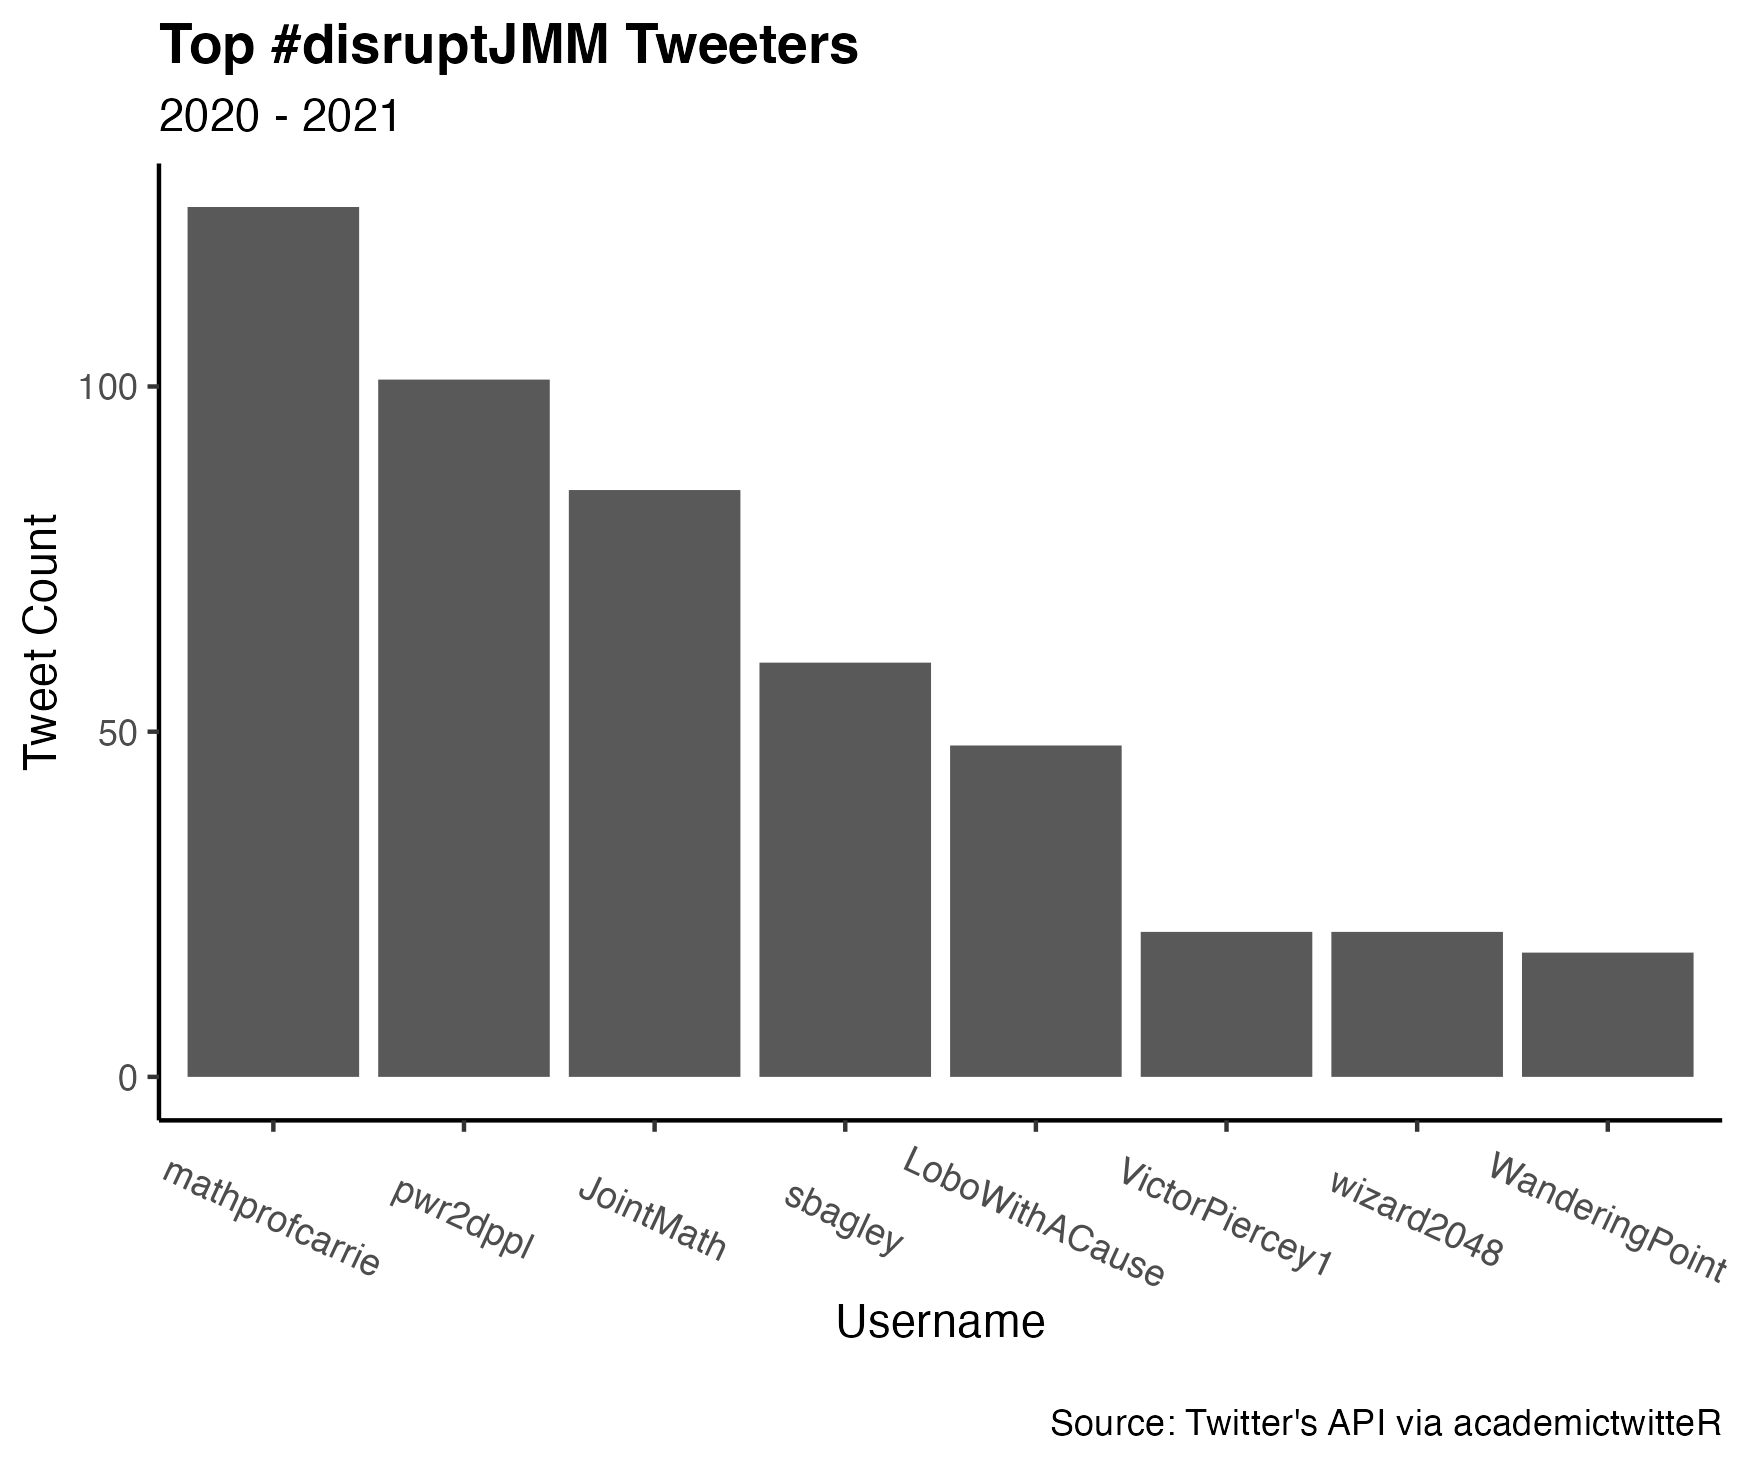 Top #disruptJMM Tweeters
2020 - 2021
Tweet Count
100
50
0
mathprofcarrie
pwr2dppl
JointMath
sbagley
LoboWithACause
VictorPiercey1
wizard2048
WanderingPoint
Username
Source: Twitter's API via academictwitteR